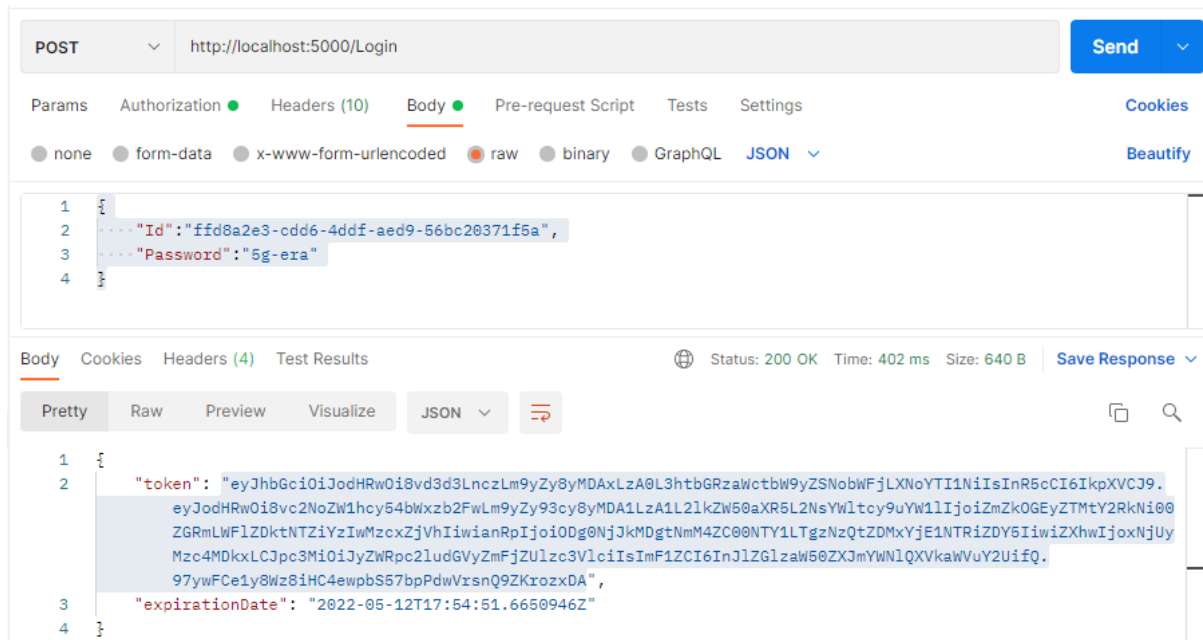 POST http://localhost:5000/Login Send
Params Authorization Headers (10) Body Pre-request Script Tests Settings Cookies
none form-data x-www-form-urlencoded raw binary GraphQL JSON Beautify
1 {
2 ····"Id":"ffd8a2e3-cdd6-4ddf-aed9-56bc20371f5a",
3 ····"Password":"5g-era"
4 }
Body Cookies Headers (4) Test Results Status: 200 OK Time: 402 ms Size: 640 B Save Response
Pretty Raw Preview Visualize JSON
1 {
2 "token": "eyJhbGciOiJodHRwOi8vd3d3LnczLm9yZy8yMDAxLzA0L3htbGRzaWctbW9yZSNobWFjLXNoYTI1NiIsInR5cCI6IkpXVCJ9.
eyJodHRwOi8vc2NoZW1hcy54bWxzb2FwLm9yZy93cy8yMDA1LzA1L2lkZW50aXR5L2NsYWltcy9uYW1lIjoiZmZkOGEyZTMtY2RkNi00
ZGRmLWFlZDktNTZiYzIwMzcxZjVhIiwianRpIjoiODg0NjJkMDgtNmM4ZC00NTY1LTgzNzQtZDMxYjE1NTRiZDY5IiwiZXhwIjoxNjUy
Mzc4MDkxLCJpc3MiOiJyZWRpc2ludGVyZmFjZUlzc3VlciIsImF1ZCI6InJlZGlzaW50ZXJmYWNlQXVkaWVuY2UifQ.
97ywFCe1y8Wz8iHC4ewpbS57bpPdwVrsnQ9ZKrozxDA",
3 "expirationDate": "2022-05-12T17:54:51.6650946Z"
4 }